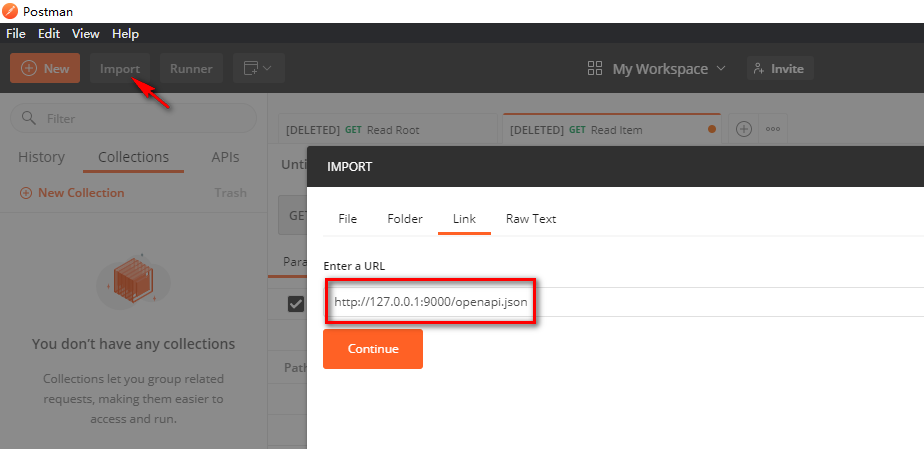 Postman
File Edit View Help
New Import Runner My Workspace Invite
Filter
History Collections APIs
New Collection Trash
You don't have any collections
Collections let you group related
requests, making them easier to
access and run.
[DELETED] GET Read Root [DELETED] GET Read Item
Unti
GET
Para
Path
IMPORT
File Folder Link Raw Text
Enter a URL
http://127.0.0.1:9000/openapi.json
Continue